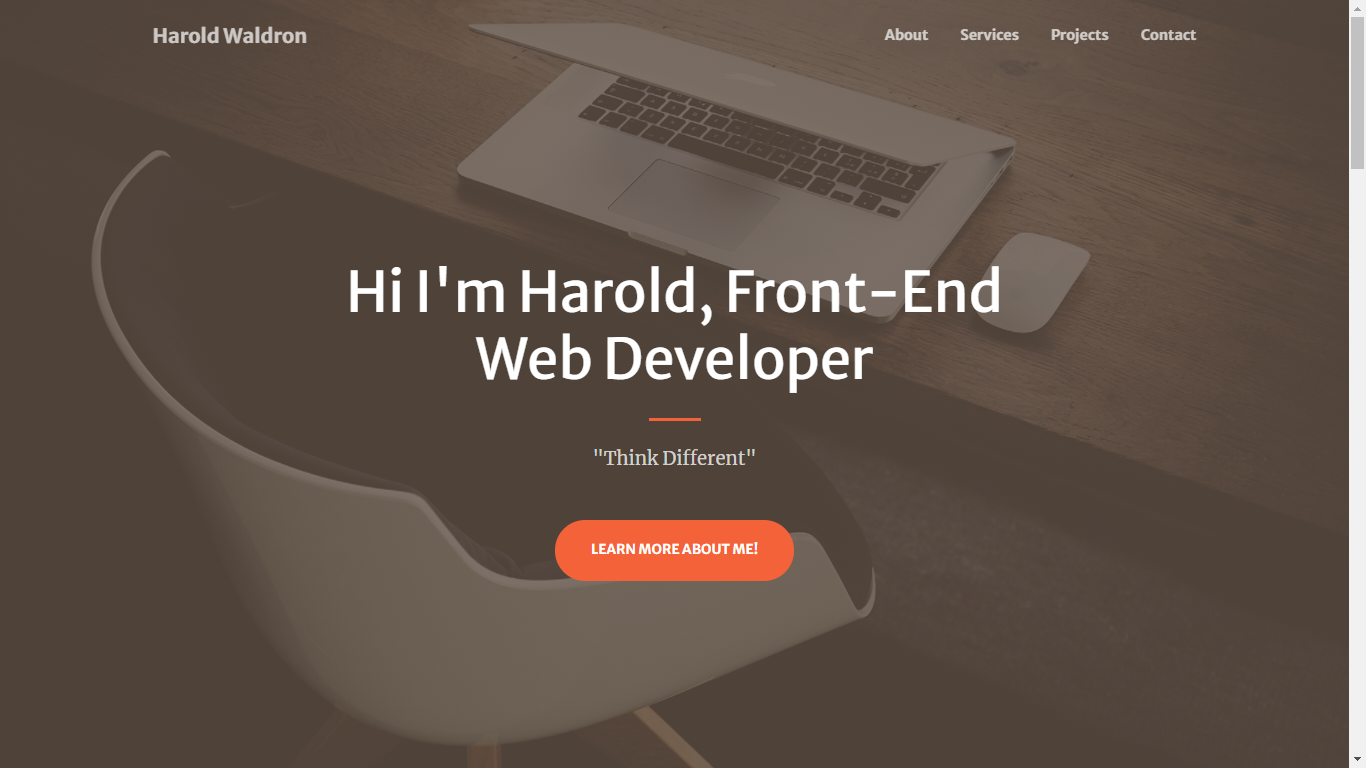 Harold Waldron
About Services Projects Contact
Hi I'm Harold, Front-End
Web Developer
"Think Different"
LEARN MORE ABOUT ME!